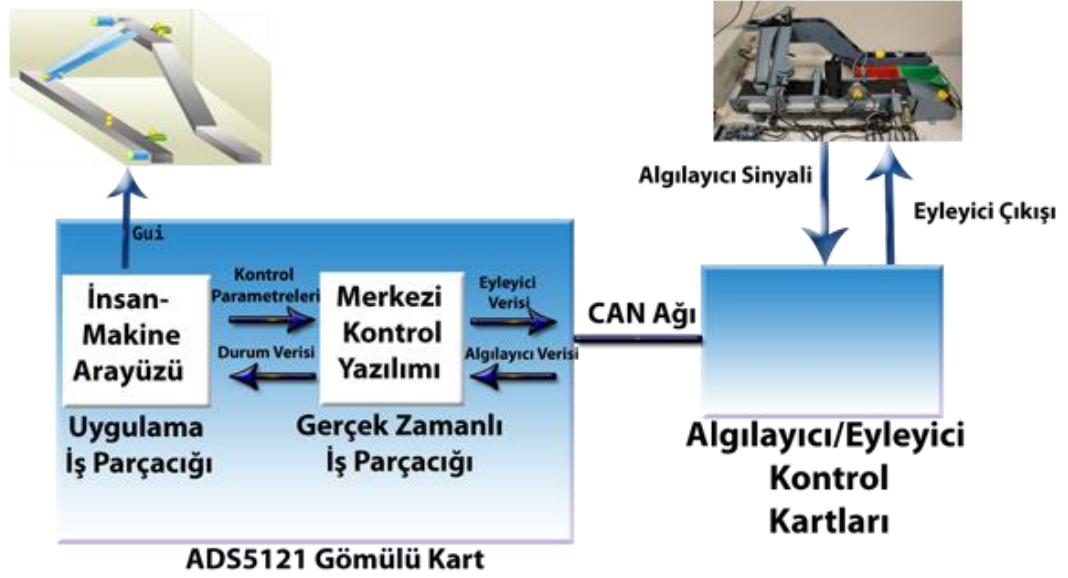 Algılayıcı Sinyali
Eyleyici Çıkışı
Gui
İnsan-
Makine
Arayüzü
Kontrol
Parametreleri
Durum Verisi
Merkezi
Kontrol
Yazılımı
Eyleyici
Verisi
Algılayıcı Verisi
CAN Ağı
Uygulama
İş Parçacığı
Gerçek Zamanlı
İş Parçacığı
Algılayıcı/Eyleyici
Kontrol
Kartları
ADS5121 Gömülü Kart